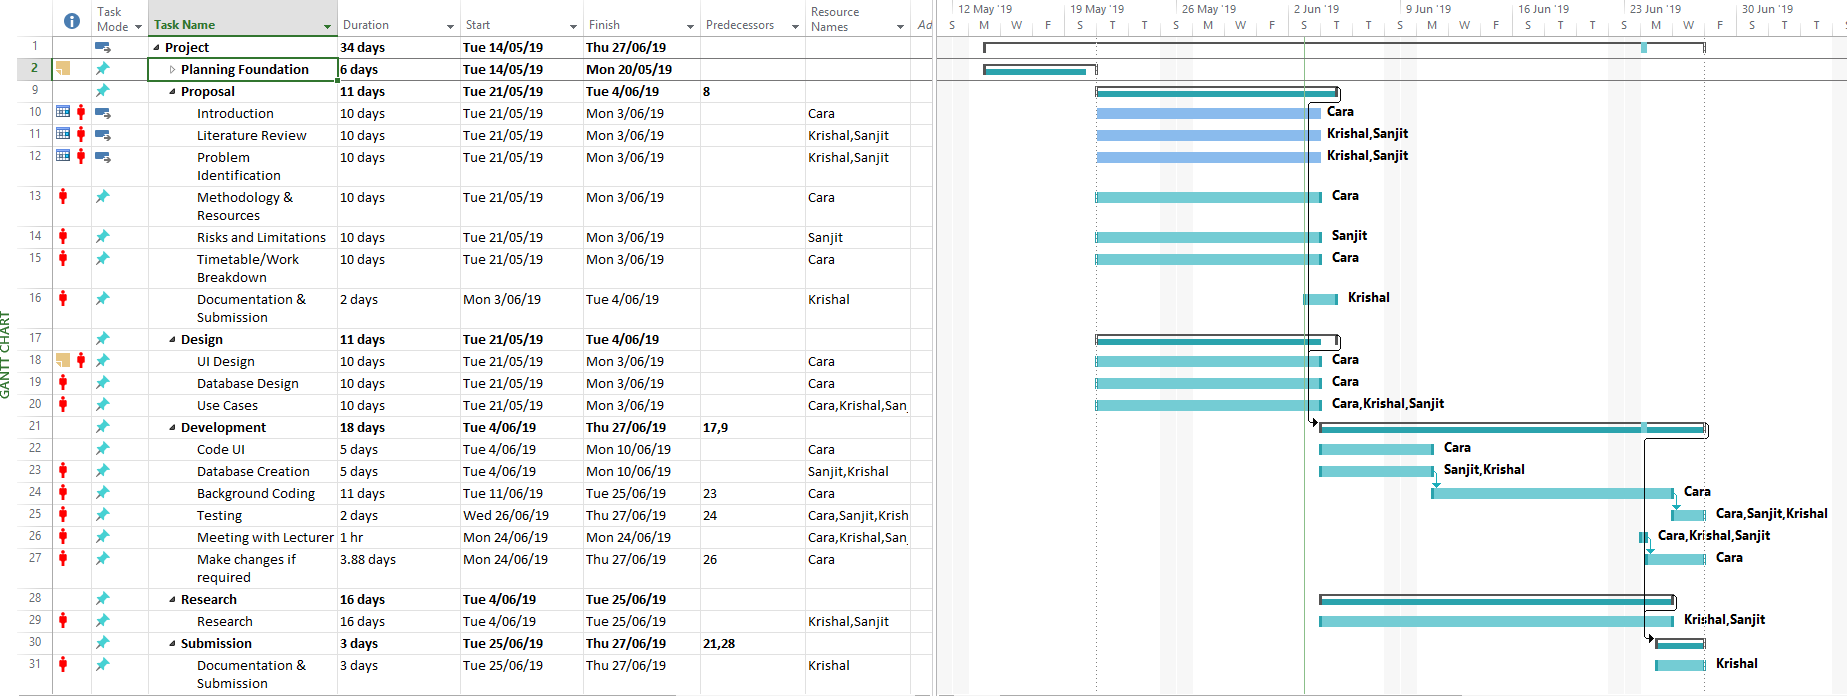 Task Mode Task Name Duration Start Finish Predecessors Resource Names Ad
12 May '19 19 May '19 26 May '19 2 Jun '19 9 Jun '19 16 Jun '19 23 Jun '19 30 Jun '19
S M W F S T T S M W F S T T S M W F S T T S M W F S T T
1 Project 34 days Tue 14/05/19 Thu 27/06/19
2 Planning Foundation 6 days Tue 14/05/19 Mon 20/05/19
9 Proposal 11 days Tue 21/05/19 Tue 4/06/19 8
10 Introduction 10 days Tue 21/05/19 Mon 3/06/19 Cara Cara
11 Literature Review 10 days Tue 21/05/19 Mon 3/06/19 Krishal,Sanjit Krishal,Sanjit
12 Problem Identification 10 days Tue 21/05/19 Mon 3/06/19 Krishal,Sanjit Krishal,Sanjit
13 Methodology & Resources 10 days Tue 21/05/19 Mon 3/06/19 Cara Cara
14 Risks and Limitations 10 days Tue 21/05/19 Mon 3/06/19 Sanjit Sanjit
15 Timetable/Work Breakdown 10 days Tue 21/05/19 Mon 3/06/19 Cara Cara
16 Documentation & Submission 2 days Mon 3/06/19 Tue 4/06/19 Krishal Krishal
17 Design 11 days Tue 21/05/19 Tue 4/06/19
18 UI Design 10 days Tue 21/05/19 Mon 3/06/19 Cara Cara
19 Database Design 10 days Tue 21/05/19 Mon 3/06/19 Cara Cara
20 Use Cases 10 days Tue 21/05/19 Mon 3/06/19 Cara,Krishal,San Cara,Krishal,Sanjit
21 Development 18 days Tue 4/06/19 Thu 27/06/19 17,9
22 Code UI 5 days Tue 4/06/19 Mon 10/06/19 Cara Cara
23 Database Creation 5 days Tue 4/06/19 Mon 10/06/19 Sanjit,Krishal Sanjit,Krishal
24 Background Coding 11 days Tue 11/06/19 Tue 25/06/19 23 Cara Cara
25 Testing 2 days Wed 26/06/19 Thu 27/06/19 24 Cara,Sanjit,Krish Cara,Sanjit,Krishal
26 Meeting with Lecturer 1 hr Mon 24/06/19 Mon 24/06/19 Cara,Krishal,San Cara,Krishal,Sanjit
27 Make changes if required 3.88 days Mon 24/06/19 Thu 27/06/19 26 Cara Cara
28 Research 16 days Tue 4/06/19 Tue 25/06/19
29 Research 16 days Tue 4/06/19 Tue 25/06/19 Krishal,Sanjit Krishal,Sanjit
30 Submission 3 days Tue 25/06/19 Thu 27/06/19 21,28
31 Documentation & Submission 3 days Tue 25/06/19 Thu 27/06/19 Krishal Krishal
GANTT CHART